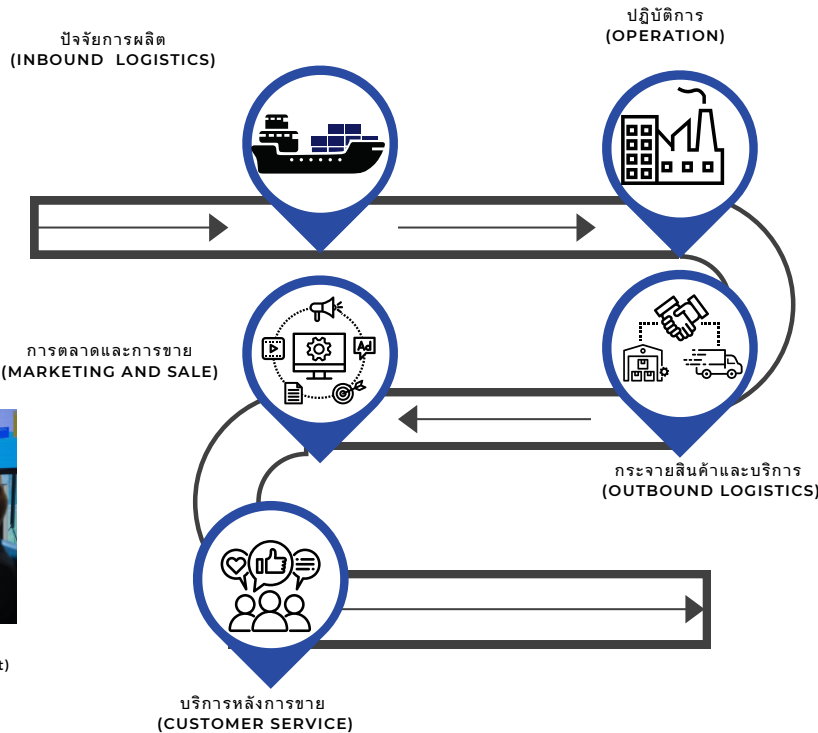 ปัจจัยการผลิต
(INBOUND LOGISTICS)
ปฏิบัติการ
(OPERATION)
การตลาดและการขาย
(MARKETING AND SALE)
Ad
กระจายสินค้าและบริการ
(OUTBOUND LOGISTICS)
t)
บริการหลังการขาย
(CUSTOMER SERVICE)